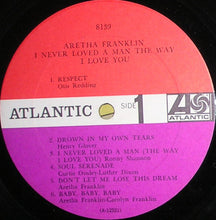 8139
ARETHA FRANKLIN
I NEVER LOVED A MAN THE WAY
I LOVE YOU
1. RESPECT
Otis Redding
ATLANTIC
SIDE 1
ATLANTIC
2. DROWN IN MY OWN TEARS
Henry Glover
3. I NEVER LOVED A MAN (THE WAY
I LOVE YOU) Ronny Shannon
4. SOUL SERENADE
Curtis Ousley-Luther Dixon
5. DON'T LET ME LOSE THIS DREAM
Aretha Franklin
6. BABY, BABY, BABY
Aretha Franklin-Carolyn Franklin